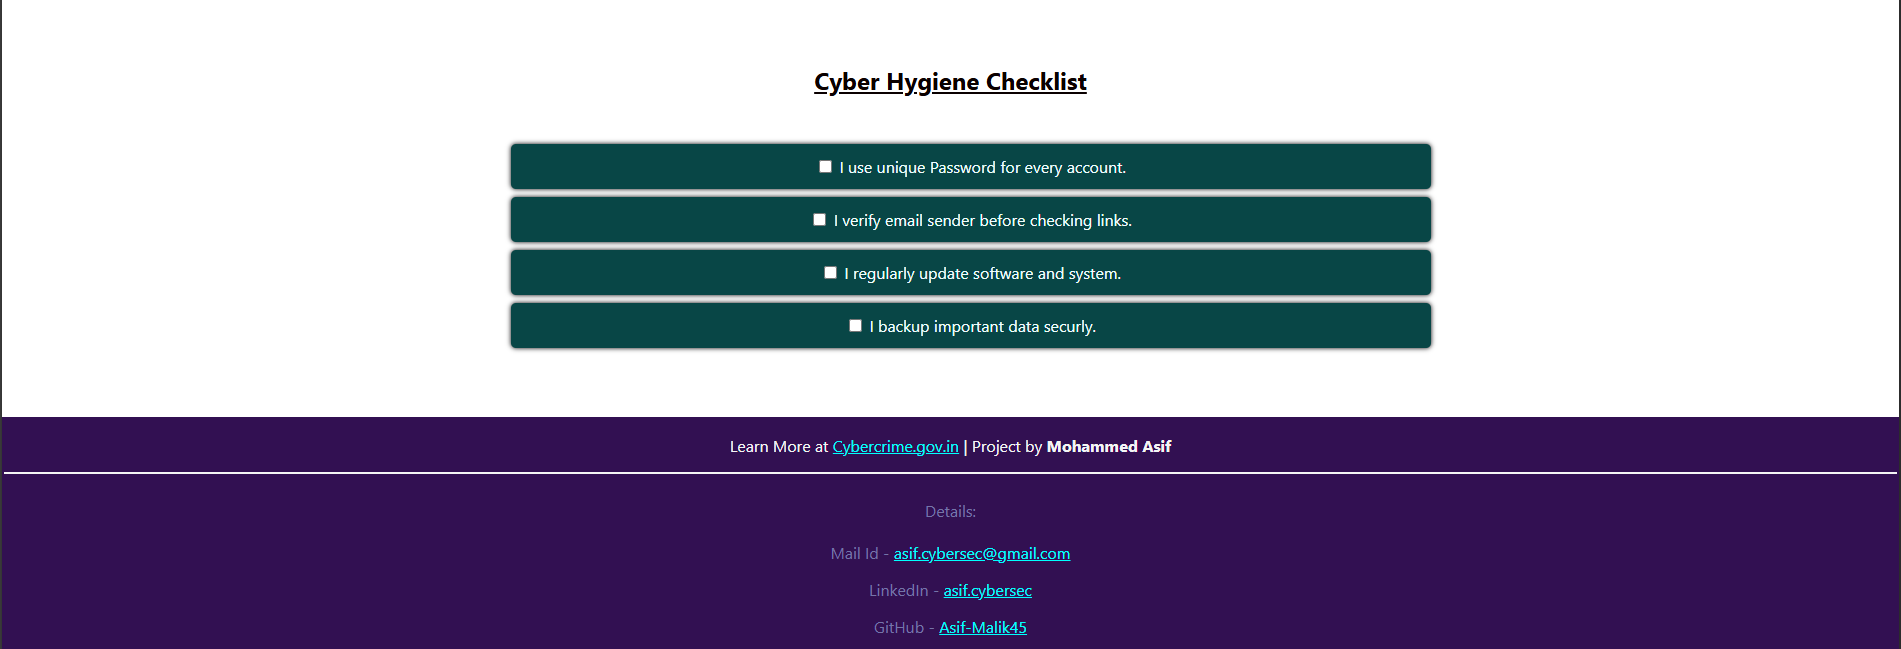 Cyber Hygiene Checklist
I use unique Password for every account.
I verify email sender before checking links.
I regularly update software and system.
I backup important data securly.
Learn More at Cybercrime.gov.in | Project by Mohammed Asif
Details:
Mail Id - asif.cybersec@gmail.com
LinkedIn - asif.cybersec
GitHub - Asif-Malik45